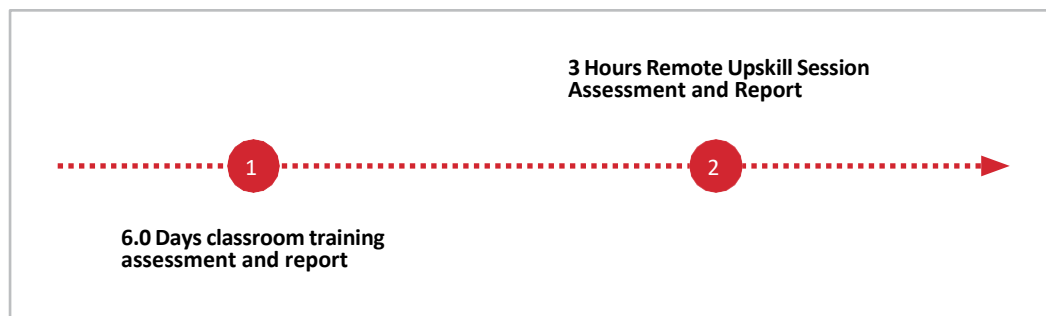 3 Hours Remote Upskill Session
Assessment and Report
1
2
6.0 Days classroom training
assessment and report